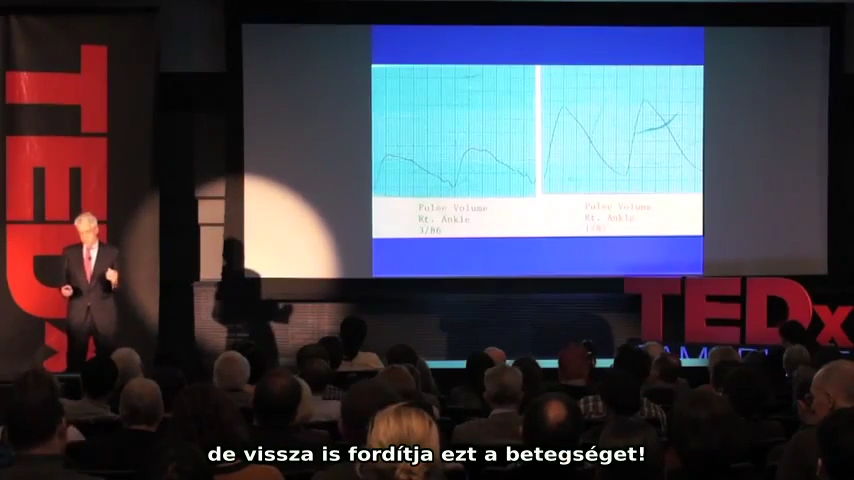 TEDx
Pulse Volume
Rt. Ankle
3/86
Pulse Volume
Rt. Ankle
TEDx
de vissza is fordítja ezt a betegséget!